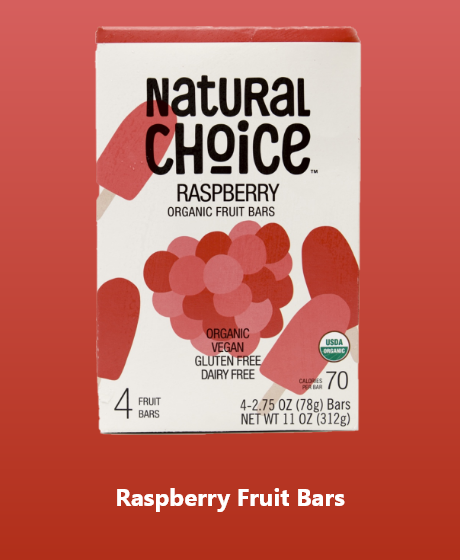 NATURAL
CHOICE™
RASPBERRY
ORGANIC FRUIT BARS
ORGANIC
VEGAN
GLUTEN FREE
DAIRY FREE
USDA
ORGANIC
CALORIES
PER BAR 70
4 FRUIT
BARS
4-2.75 OZ (78g) Bars
NET WT 11 OZ (312g)
Raspberry Fruit Bars